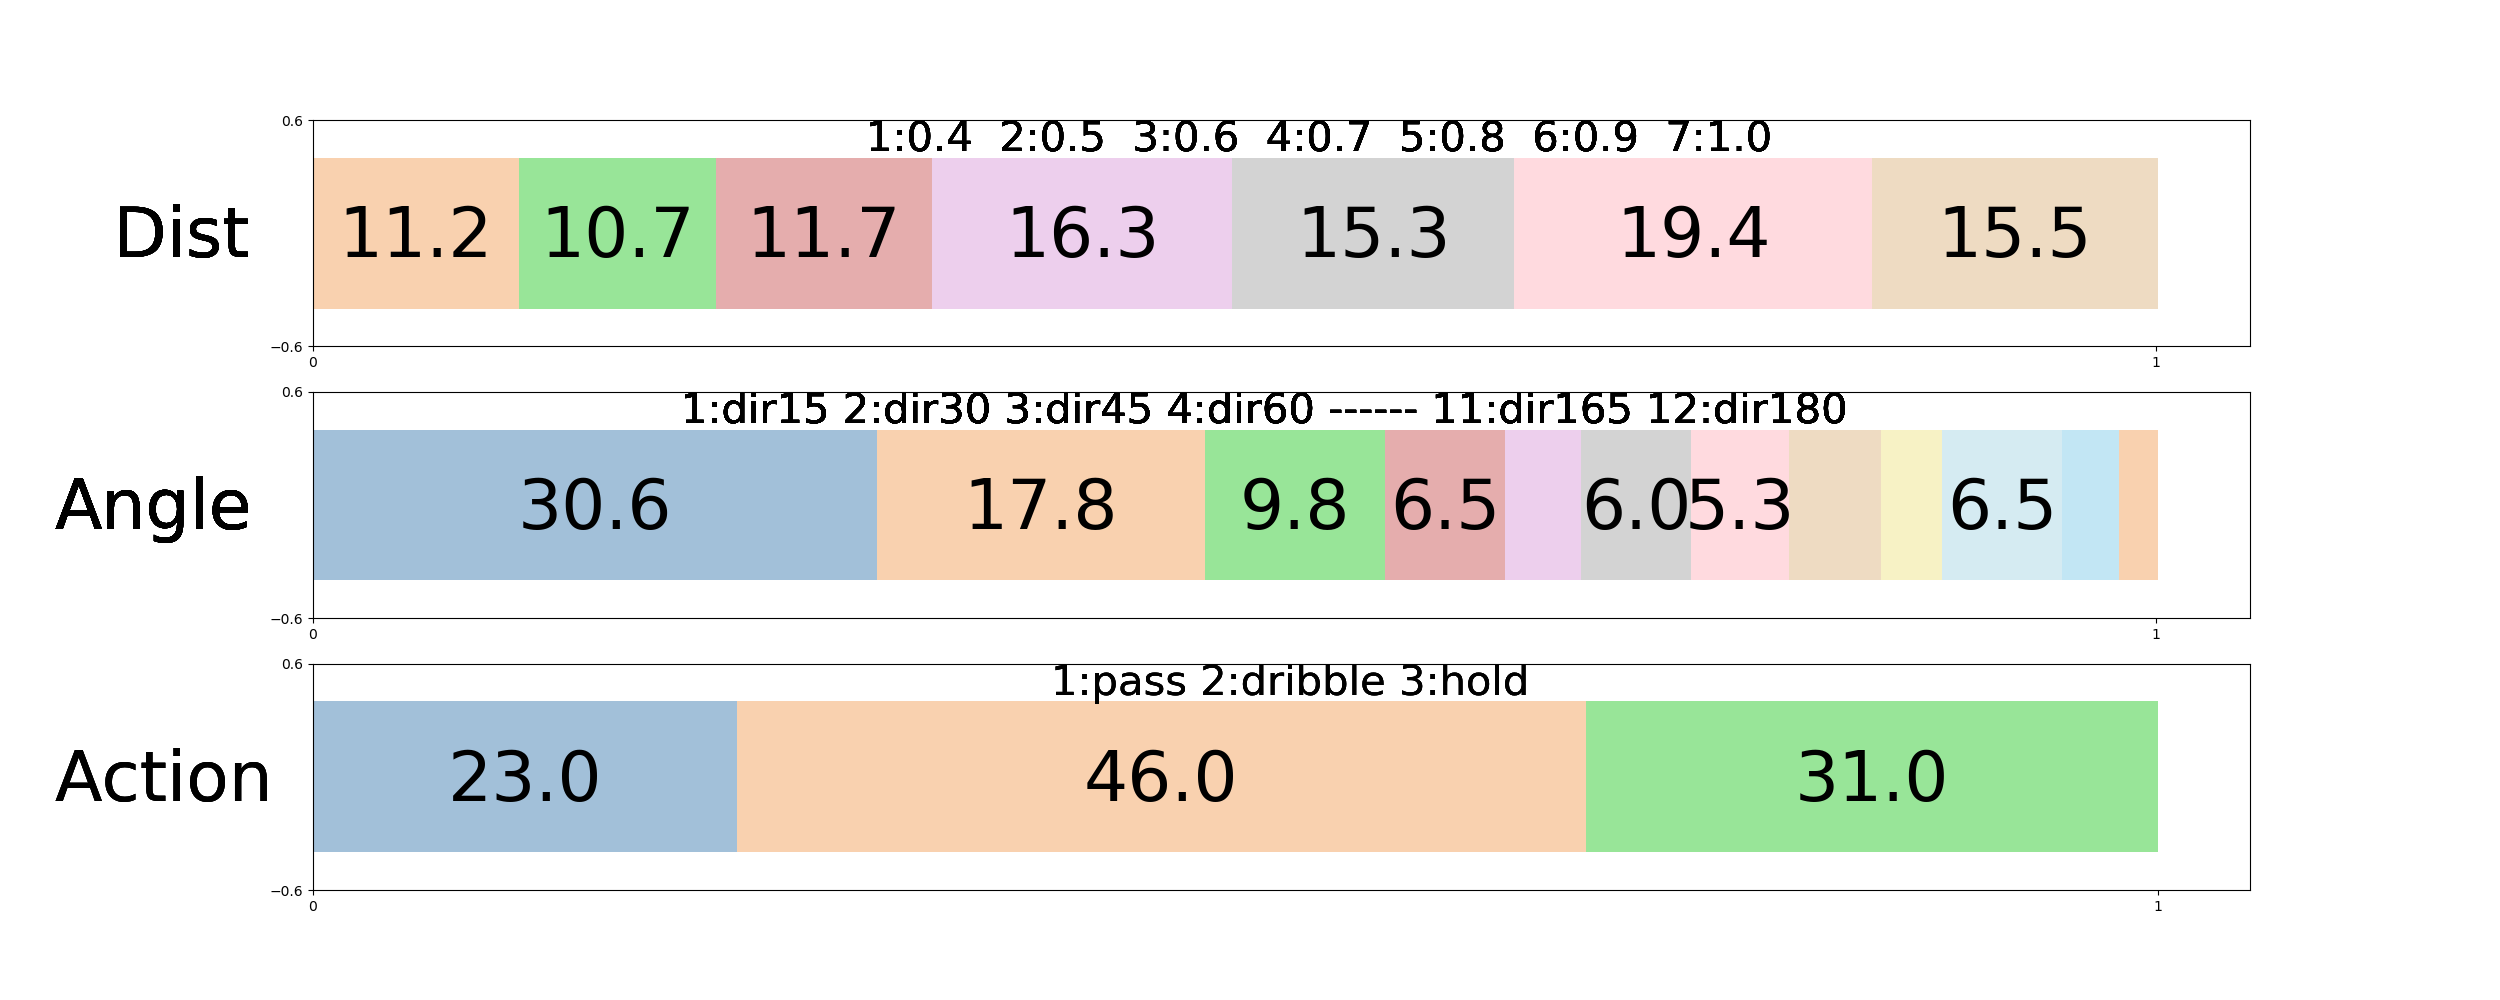 0.6
1:0.4 2:0.5 3:0.6 4:0.7 5:0.8 6:0.9 7:1.0
Dist 11.2 10.7 11.7 16.3 15.3 19.4 15.5
−0.6
0 1
0.6
1:dir15 2:dir30 3:dir45 4:dir60 ------ 11:dir165 12:dir180
Angle 30.6 17.8 9.8 6.5 6.0 5.3 6.5
−0.6
0 1
0.6
1:pass 2:dribble 3:hold
Action 23.0 46.0 31.0
−0.6
0 1